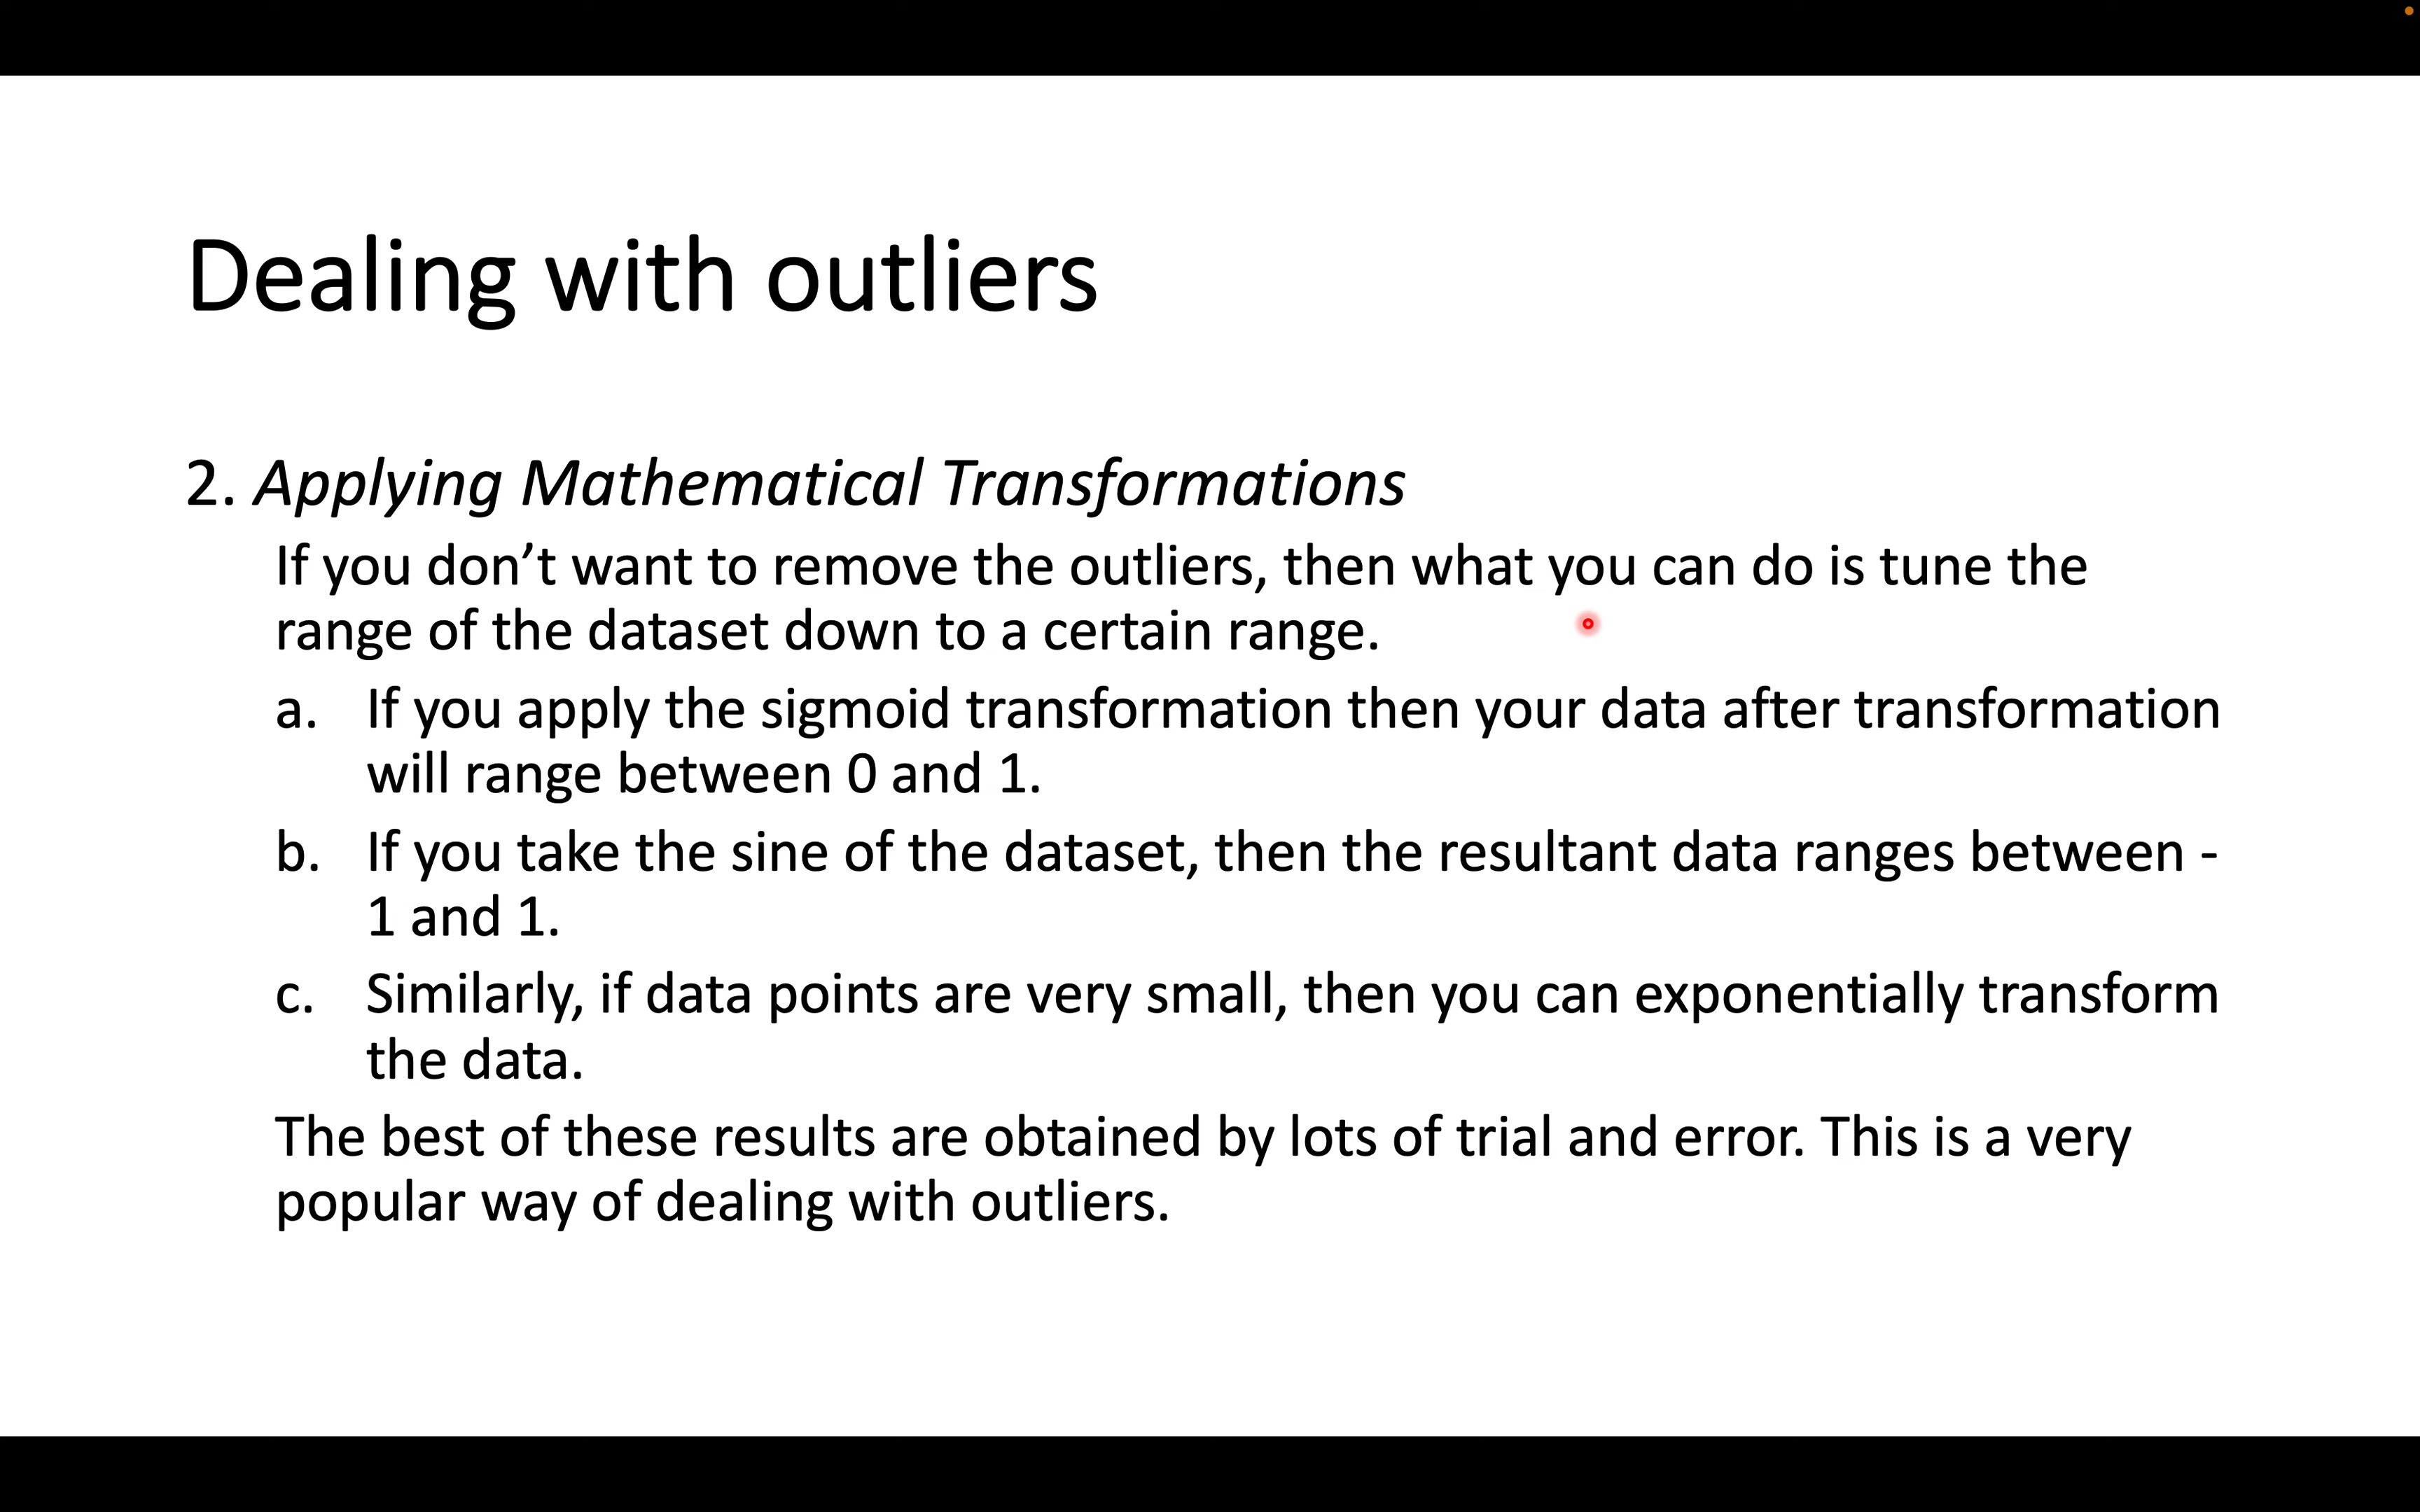 Dealing with outliers
2. Applying Mathematical Transformations
If you don’t want to remove the outliers, then what you can do is tune the
range of the dataset down to a certain range.
a. If you apply the sigmoid transformation then your data after transformation
will range between 0 and 1.
b. If you take the sine of the dataset, then the resultant data ranges between -
1 and 1.
c. Similarly, if data points are very small, then you can exponentially transform
the data.
The best of these results are obtained by lots of trial and error. This is a very
popular way of dealing with outliers.